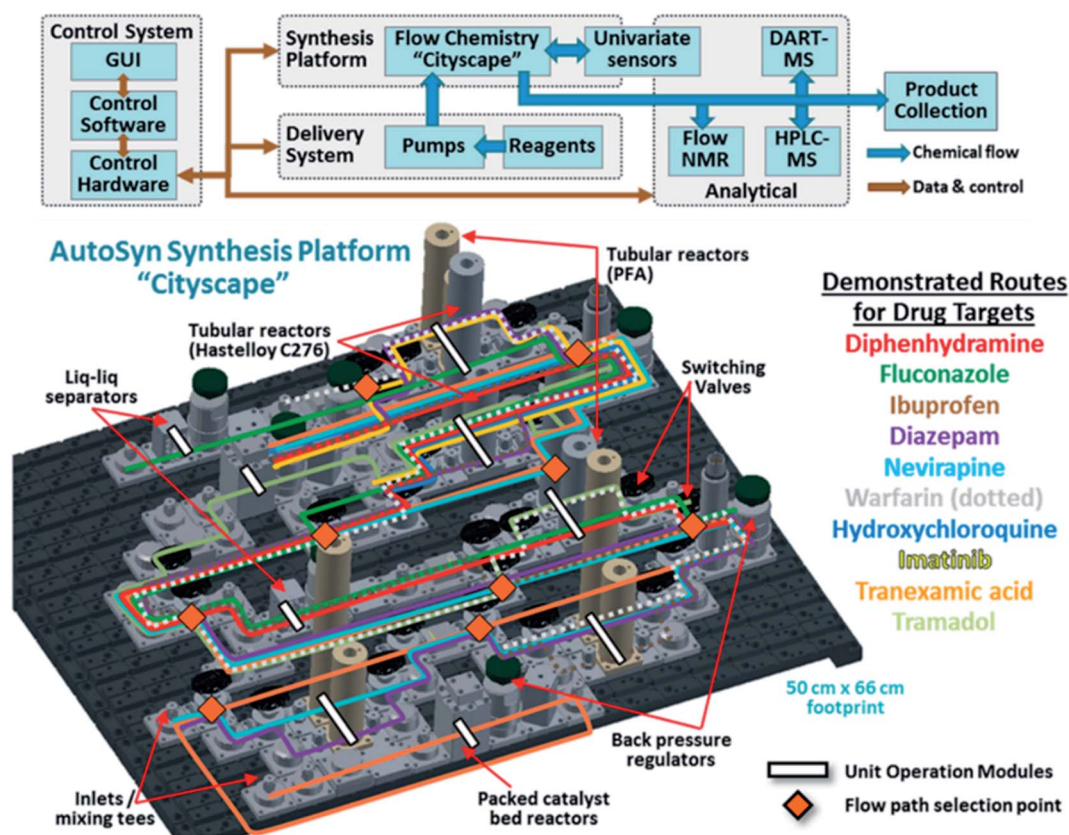 Control System
GUI
Control
Software
Control
Hardware
Synthesis
Platform
Flow Chemistry
“Cityscape”
Univariate
sensors
Delivery
System
Pumps
Reagents
DART-
MS
Flow
NMR
HPLC-
MS
Analytical
Product
Collection
Chemical flow
Data & control
AutoSyn Synthesis Platform
“Cityscape”
Tubular reactors
(PFA)
Tubular reactors
(Hastelloy C276)
Liq-liq
separators
Switching
Valves
Demonstrated Routes
for Drug Targets
Diphenhydramine
Fluconazole
Ibuprofen
Diazepam
Nevirapine
Warfarin (dotted)
Hydroxychloroquine
Imatinib
Tranexamic acid
Tramadol
50 cm x 66 cm
footprint
Back pressure
regulators
Inlets /
mixing tees
Packed catalyst
bed reactors
Unit Operation Modules
Flow path selection point